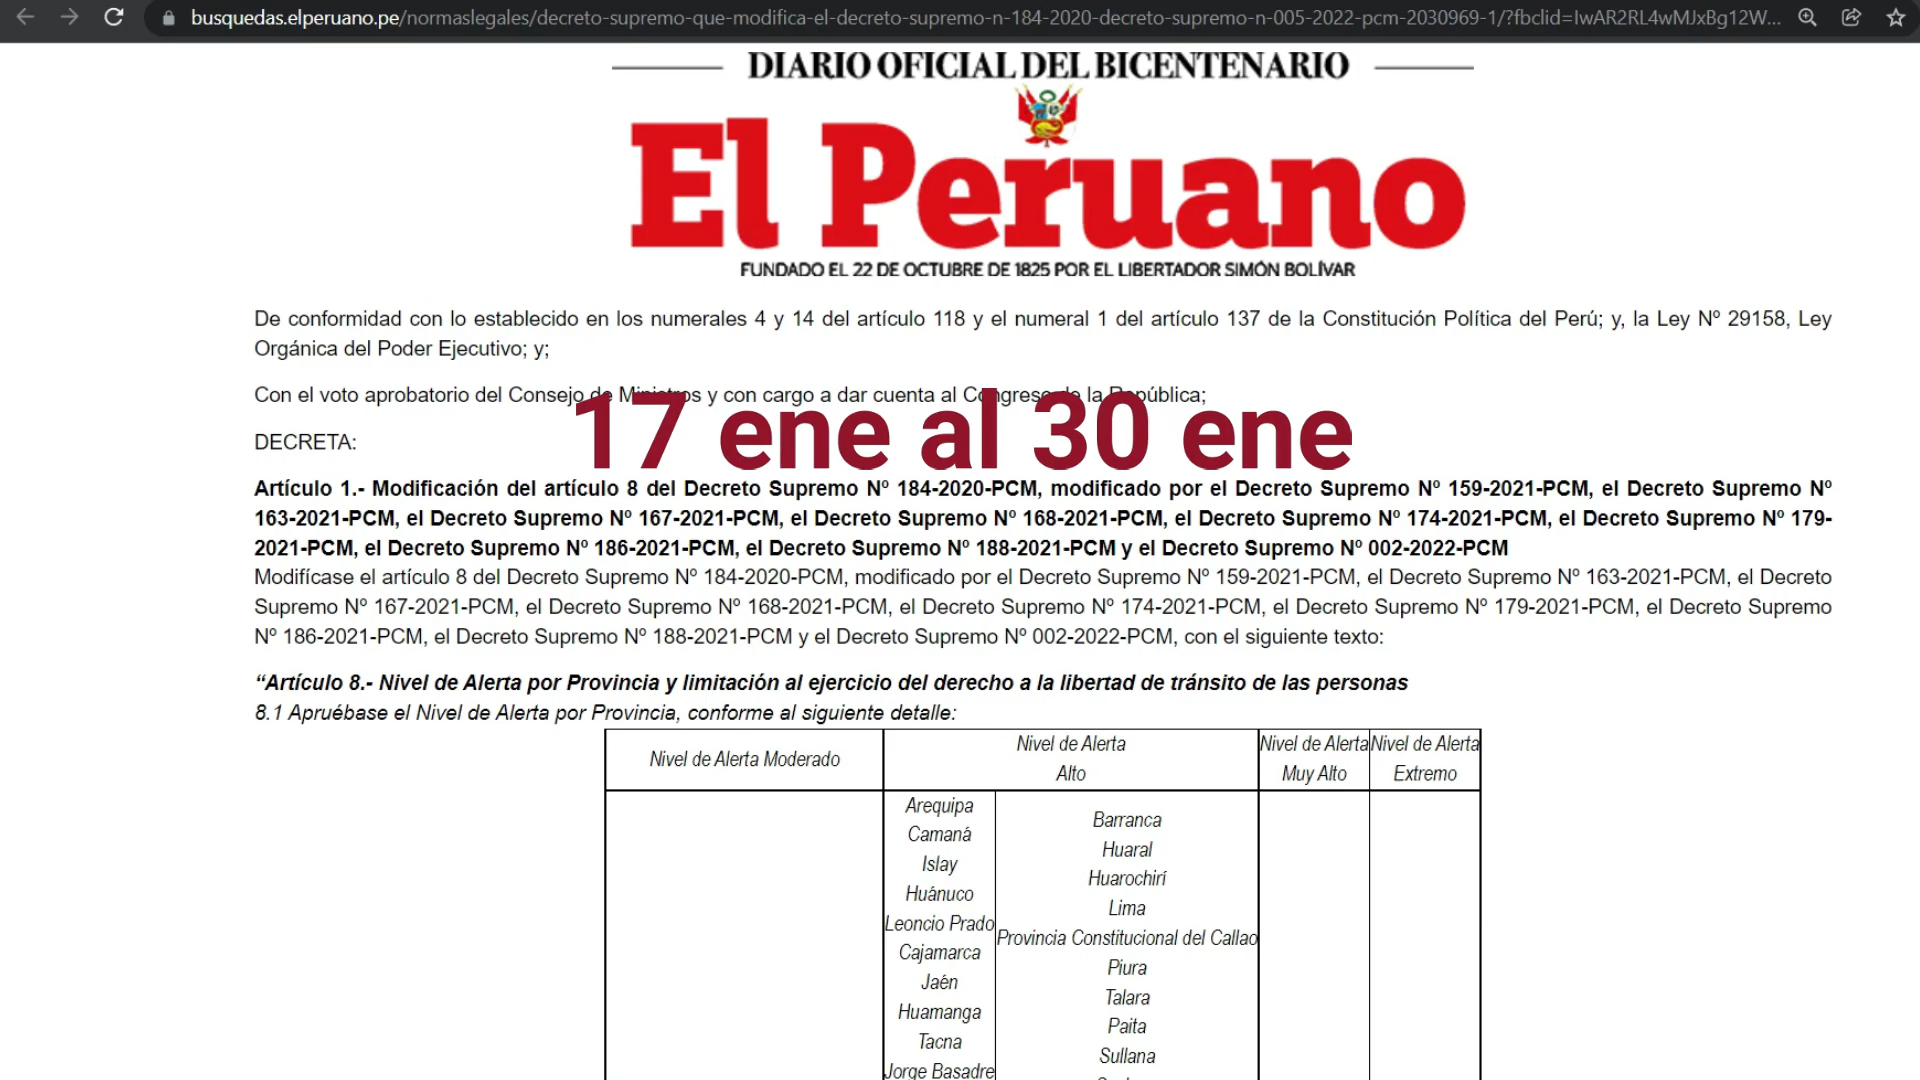 busquedas.elperuano.pe/normaslegales/decreto-supremo-que-modifica-el-decreto-supremo-n-184-2020-decreto-supremo-n-005-2022-pcm-2030969-1/?fbclid=IwAR2RL4wMJxBg12W...
DIARIO OFICIAL DEL BICENTENARIO
El Peruano
FUNDADO EL 22 DE OCTUBRE DE 1825 POR EL LIBERTADOR SIMÓN BOLÍVAR
De conformidad con lo establecido en los numerales 4 y 14 del artículo 118 y el numeral 1 del artículo 137 de la Constitución Política del Perú; y, la Ley Nº 29158, Ley
Orgánica del Poder Ejecutivo; y;
Con el voto aprobatorio del Consejo de Ministros y con cargo a dar cuenta al Congreso de la República;
17 ene al 30 ene
DECRETA:
Artículo 1.- Modificación del artículo 8 del Decreto Supremo Nº 184-2020-PCM, modificado por el Decreto Supremo Nº 159-2021-PCM, el Decreto Supremo Nº
163-2021-PCM, el Decreto Supremo Nº 167-2021-PCM, el Decreto Supremo Nº 168-2021-PCM, el Decreto Supremo Nº 174-2021-PCM, el Decreto Supremo Nº 179-
2021-PCM, el Decreto Supremo Nº 186-2021-PCM, el Decreto Supremo Nº 188-2021-PCM y el Decreto Supremo Nº 002-2022-PCM
Modifícase el artículo 8 del Decreto Supremo Nº 184-2020-PCM, modificado por el Decreto Supremo Nº 159-2021-PCM, el Decreto Supremo Nº 163-2021-PCM, el Decreto
Supremo Nº 167-2021-PCM, el Decreto Supremo Nº 168-2021-PCM, el Decreto Supremo Nº 174-2021-PCM, el Decreto Supremo Nº 179-2021-PCM, el Decreto Supremo
Nº 186-2021-PCM, el Decreto Supremo Nº 188-2021-PCM y el Decreto Supremo Nº 002-2022-PCM, con el siguiente texto:
“Artículo 8.- Nivel de Alerta por Provincia y limitación al ejercicio del derecho a la libertad de tránsito de las personas
8.1 Apruébase el Nivel de Alerta por Provincia, conforme al siguiente detalle:
Nivel de Alerta Moderado
Nivel de Alerta
Alto
Nivel de Alerta
Muy Alto
Nivel de Alerta
Extremo
Arequipa
Camaná
Islay
Huánuco
Leoncio Prado
Cajamarca
Jaén
Huamanga
Tacna
Jorge Basadre
Barranca
Huaral
Huarochirí
Lima
Provincia Constitucional del Callao
Piura
Talara
Paita
Sullana